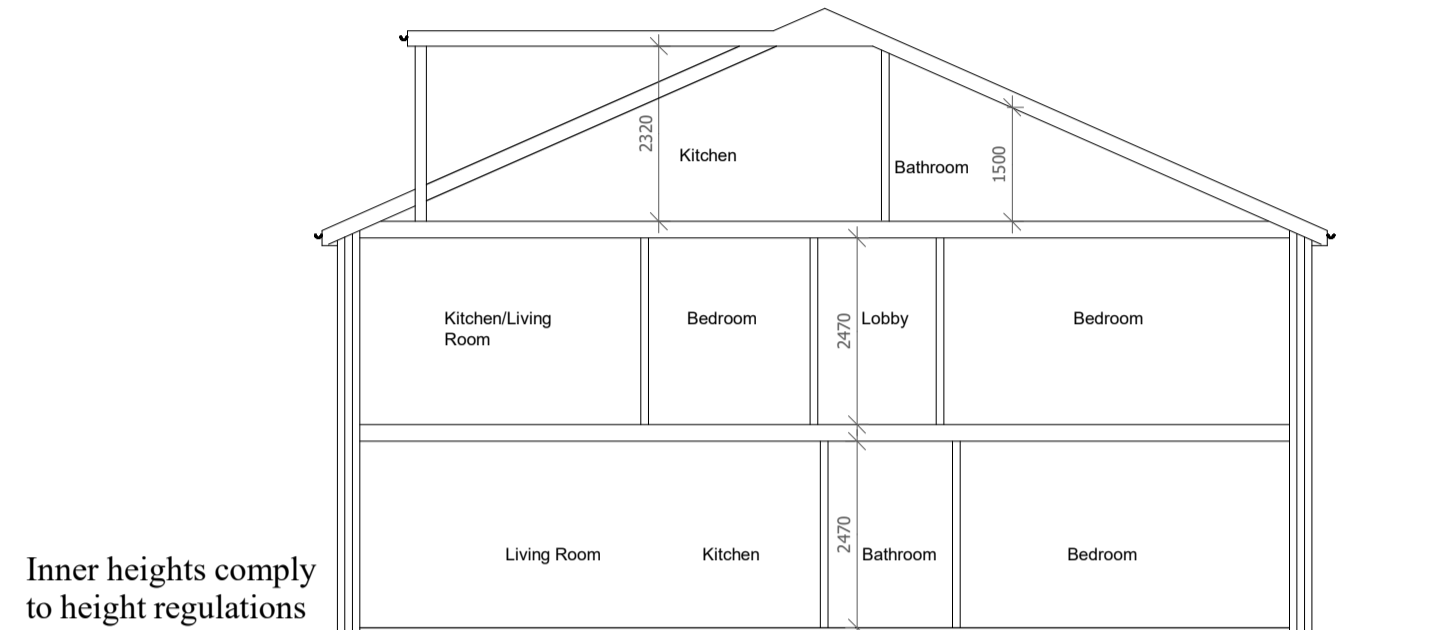 2320
Kitchen
Bathroom
1500
Kitchen/Living
Room
Bedroom
2470
Lobby
Bedroom
Living Room
Kitchen
2470
Bathroom
Bedroom
Inner heights comply
to height regulations